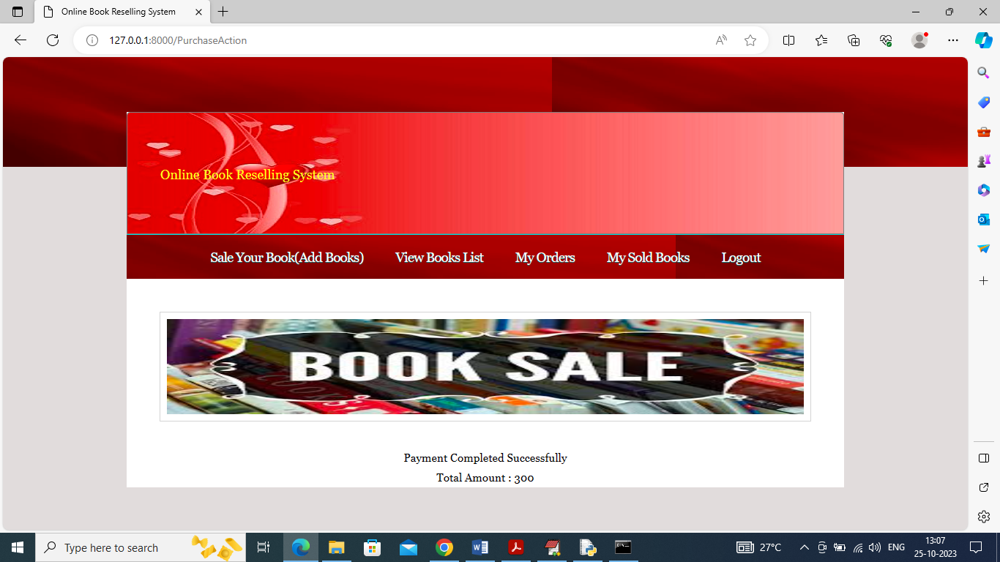 Online Book Reselling System
127.0.0.1:8000/PurchaseAction
Online Book Reselling System
Sale Your Book(Add Books) View Books List My Orders My Sold Books Logout
BOOK SALE
Payment Completed Successfully
Total Amount : 300
Type here to search
27°C
ENG
13:07
25-10-2023